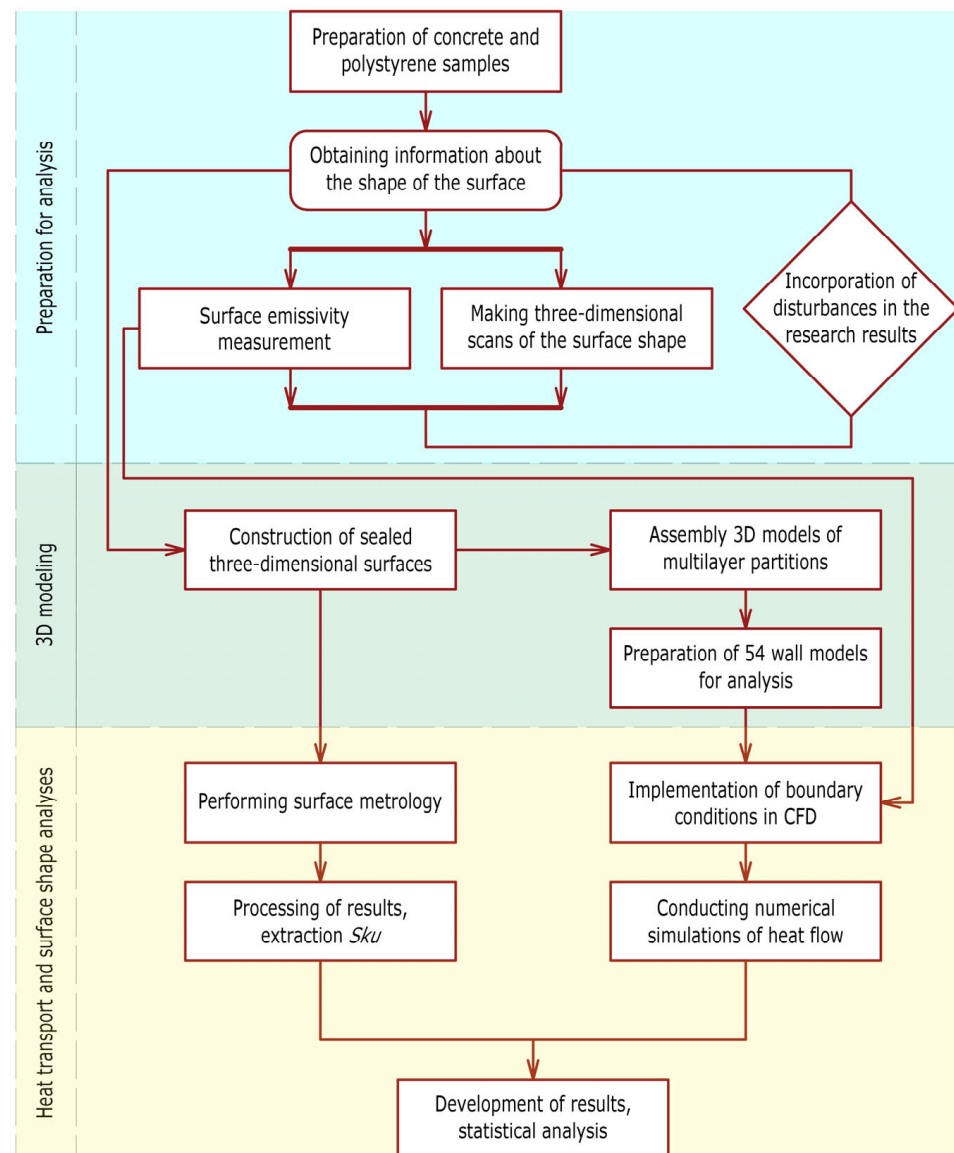 Preparation for analysis
Preparation of concrete and
polystyrene samples
Obtaining information about
the shape of the surface
Surface emissivity
measurement
Making three-dimensional
scans of the surface shape
Incorporation of
disturbances in the
research results
3D modeling
Construction of sealed
three-dimensional surfaces
Assembly 3D models of
multilayer partitions
Preparation of 54 wall models
for analysis
Heat transport and surface shape analyses
Performing surface metrology
Implementation of boundary
conditions in CFD
Processing of results,
extraction Sku
Conducting numerical
simulations of heat flow
Development of results,
statistical analysis